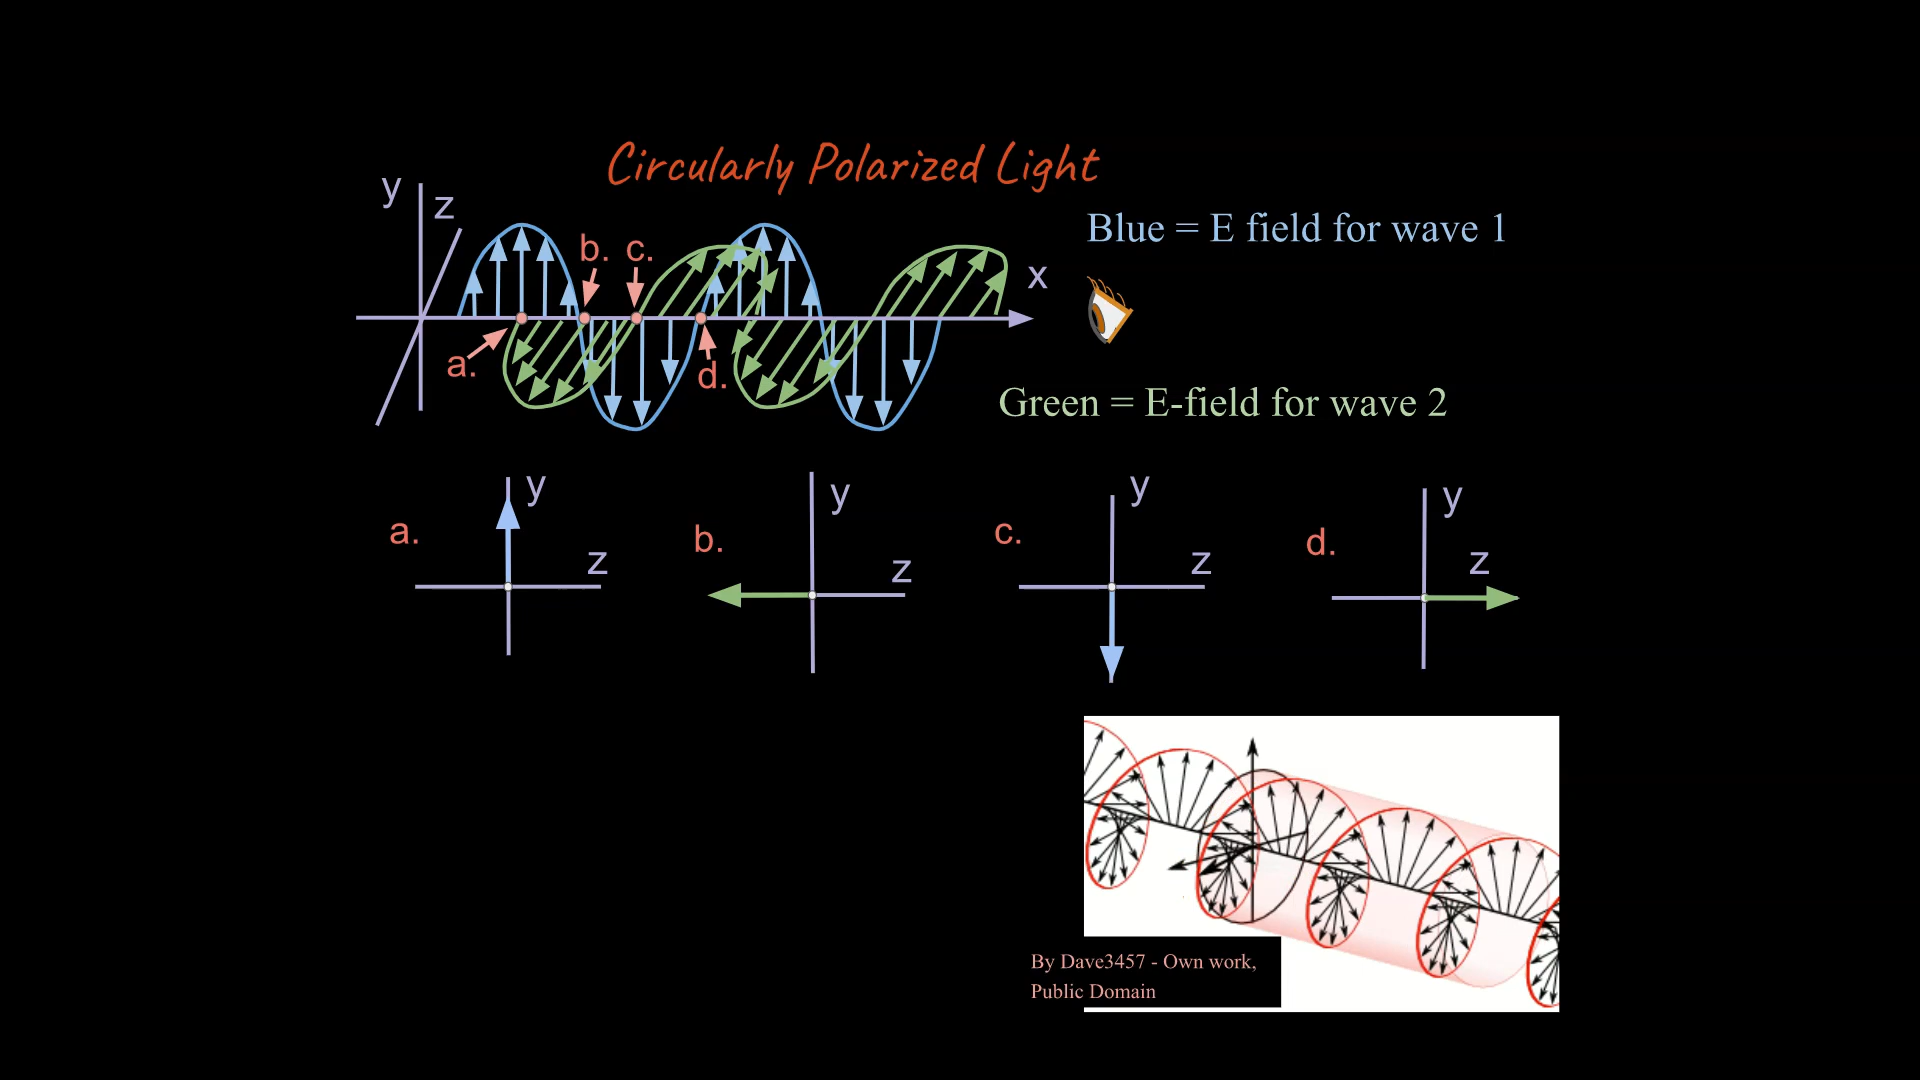 Circularly Polarized Light
y
z
Blue = E field for wave 1
b.
c.
x
a.
d.
Green = E-field for wave 2
a.
y
z
b.
y
z
c.
y
z
d.
y
z
By Dave3457 - Own work,
Public Domain